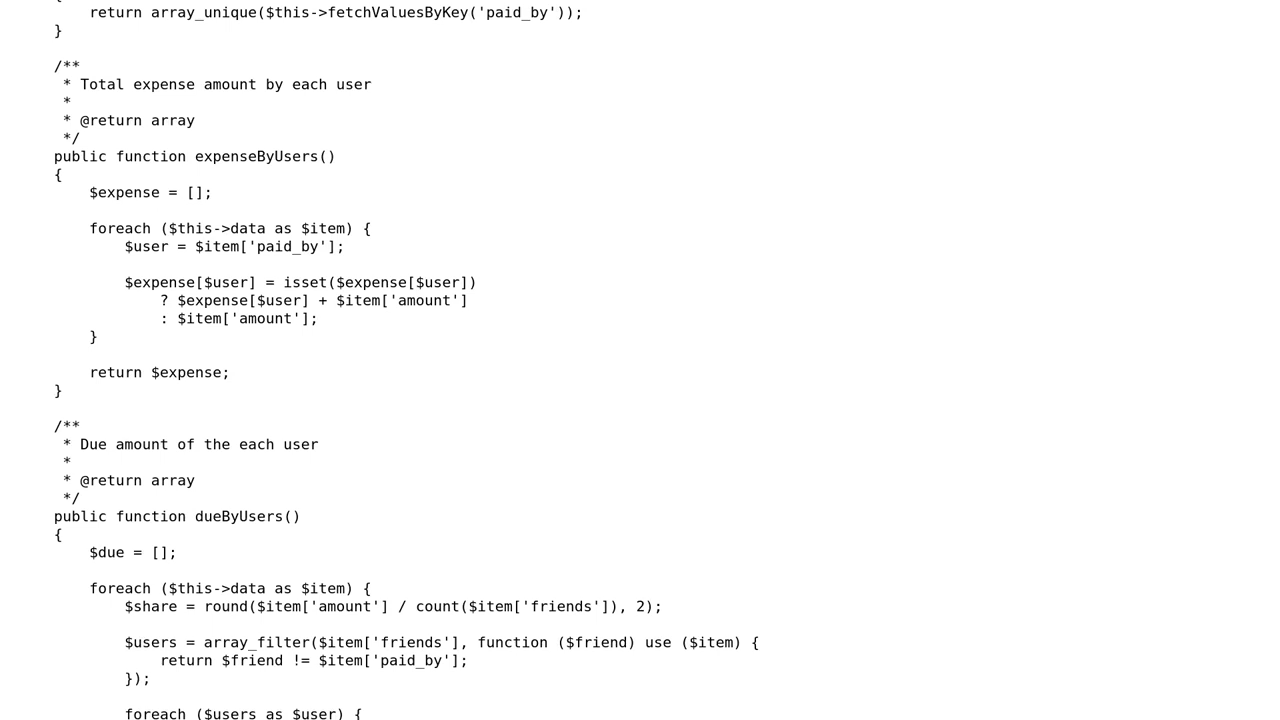 return array_unique($this->fetchValuesByKey('paid_by'));
    }

    /**
     * Total expense amount by each user
     *
     * @return array
     */
    public function expenseByUsers()
    {
        $expense = [];

        foreach ($this->data as $item) {
            $user = $item['paid_by'];

            $expense[$user] = isset($expense[$user])
                ? $expense[$user] + $item['amount']
                : $item['amount'];
        }

        return $expense;
    }

    /**
     * Due amount of the each user
     *
     * @return array
     */
    public function dueByUsers()
    {
        $due = [];

        foreach ($this->data as $item) {
            $share = round($item['amount'] / count($item['friends']), 2);

            $users = array_filter($item['friends'], function ($friend) use ($item) {
                return $friend != $item['paid_by'];
            });

            foreach ($users as $user) {